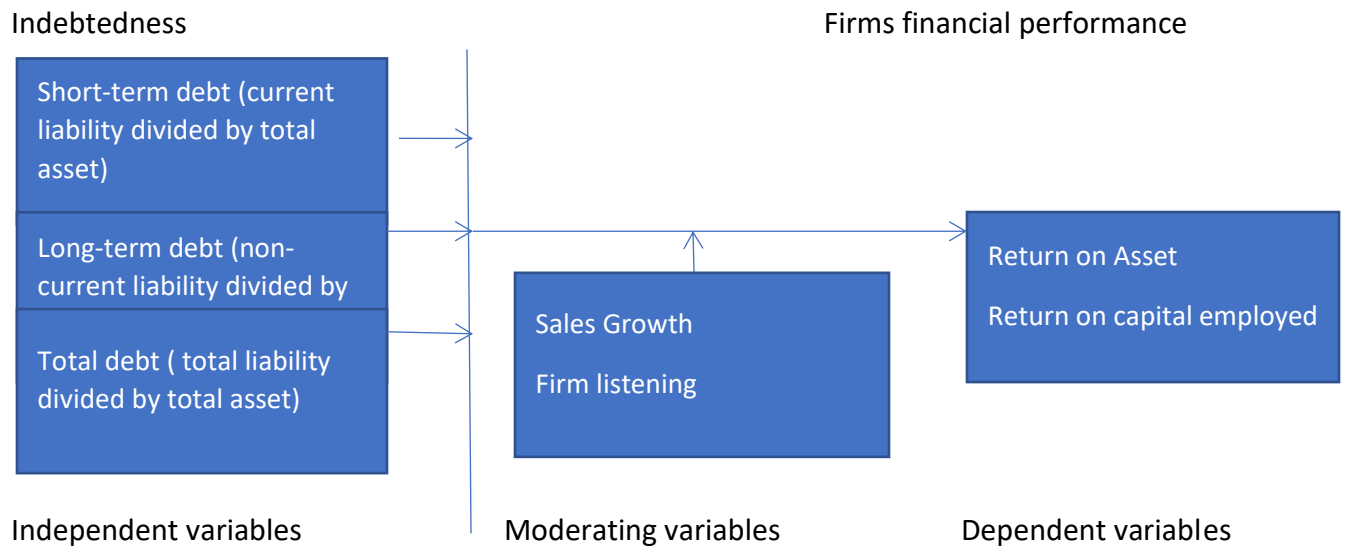 Indebtedness
Firms financial performance
Short-term debt (current
liability divided by total
asset)
Long-term debt (non-
current liability divided by
Total debt ( total liability
divided by total asset)
Sales Growth
Firm listening
Return on Asset
Return on capital employed
Independent variables
Moderating variables
Dependent variables